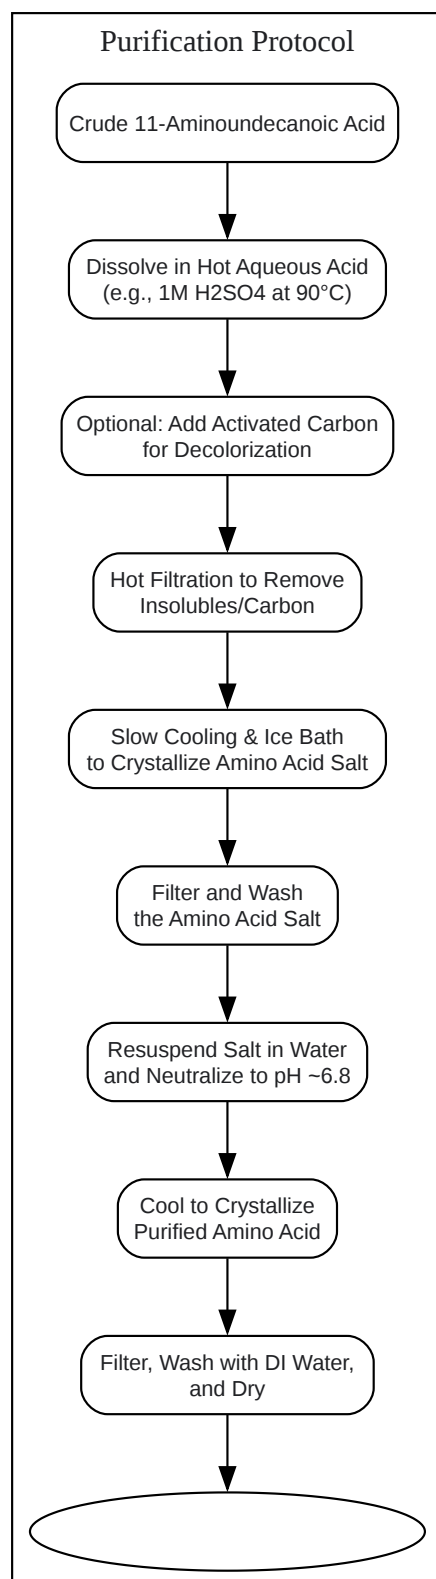 Purification Protocol
Crude 11-Aminoundecanoic Acid
Dissolve in Hot Aqueous Acid
(e.g., 1M H2SO4 at 90°C)
Optional: Add Activated Carbon
for Decolorization
Hot Filtration to Remove
Insolubles/Carbon
Slow Cooling & Ice Bath
to Crystallize Amino Acid Salt
Filter and Wash
the Amino Acid Salt
Resuspend Salt in Water
and Neutralize to pH ~6.8
Cool to Crystallize
Purified Amino Acid
Filter, Wash with DI Water,
and Dry